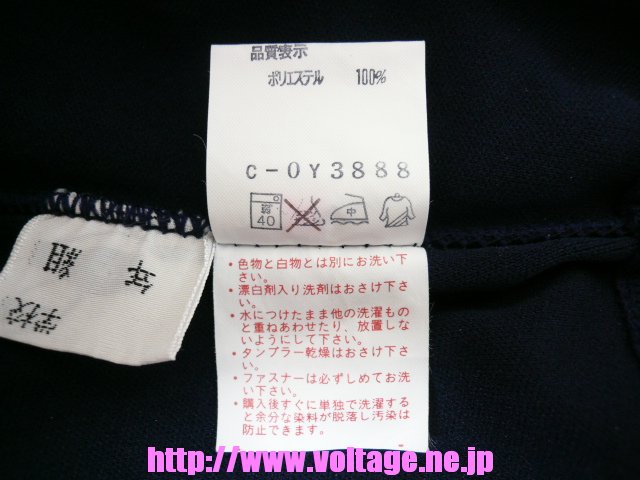 品質表示
ポリエステル 100%
C-0Y3888
40
中
学校
年 組
・色物と白物とは別にお洗い下
さい。
・漂白剤入り洗剤はおさけ下さ
い。
・水につけたまま他の洗濯もの
と重ねあわせたり、放置しな
いようにして下さい。
・タンブラー乾燥はおさけ下さ
い。
・ファスナーは必ずしめてお洗
い下さい。
・購入後すぐに単独で洗濯する
と余分な染料が脱落し汚染は
防止できます。
http://www.voltage.ne.jp